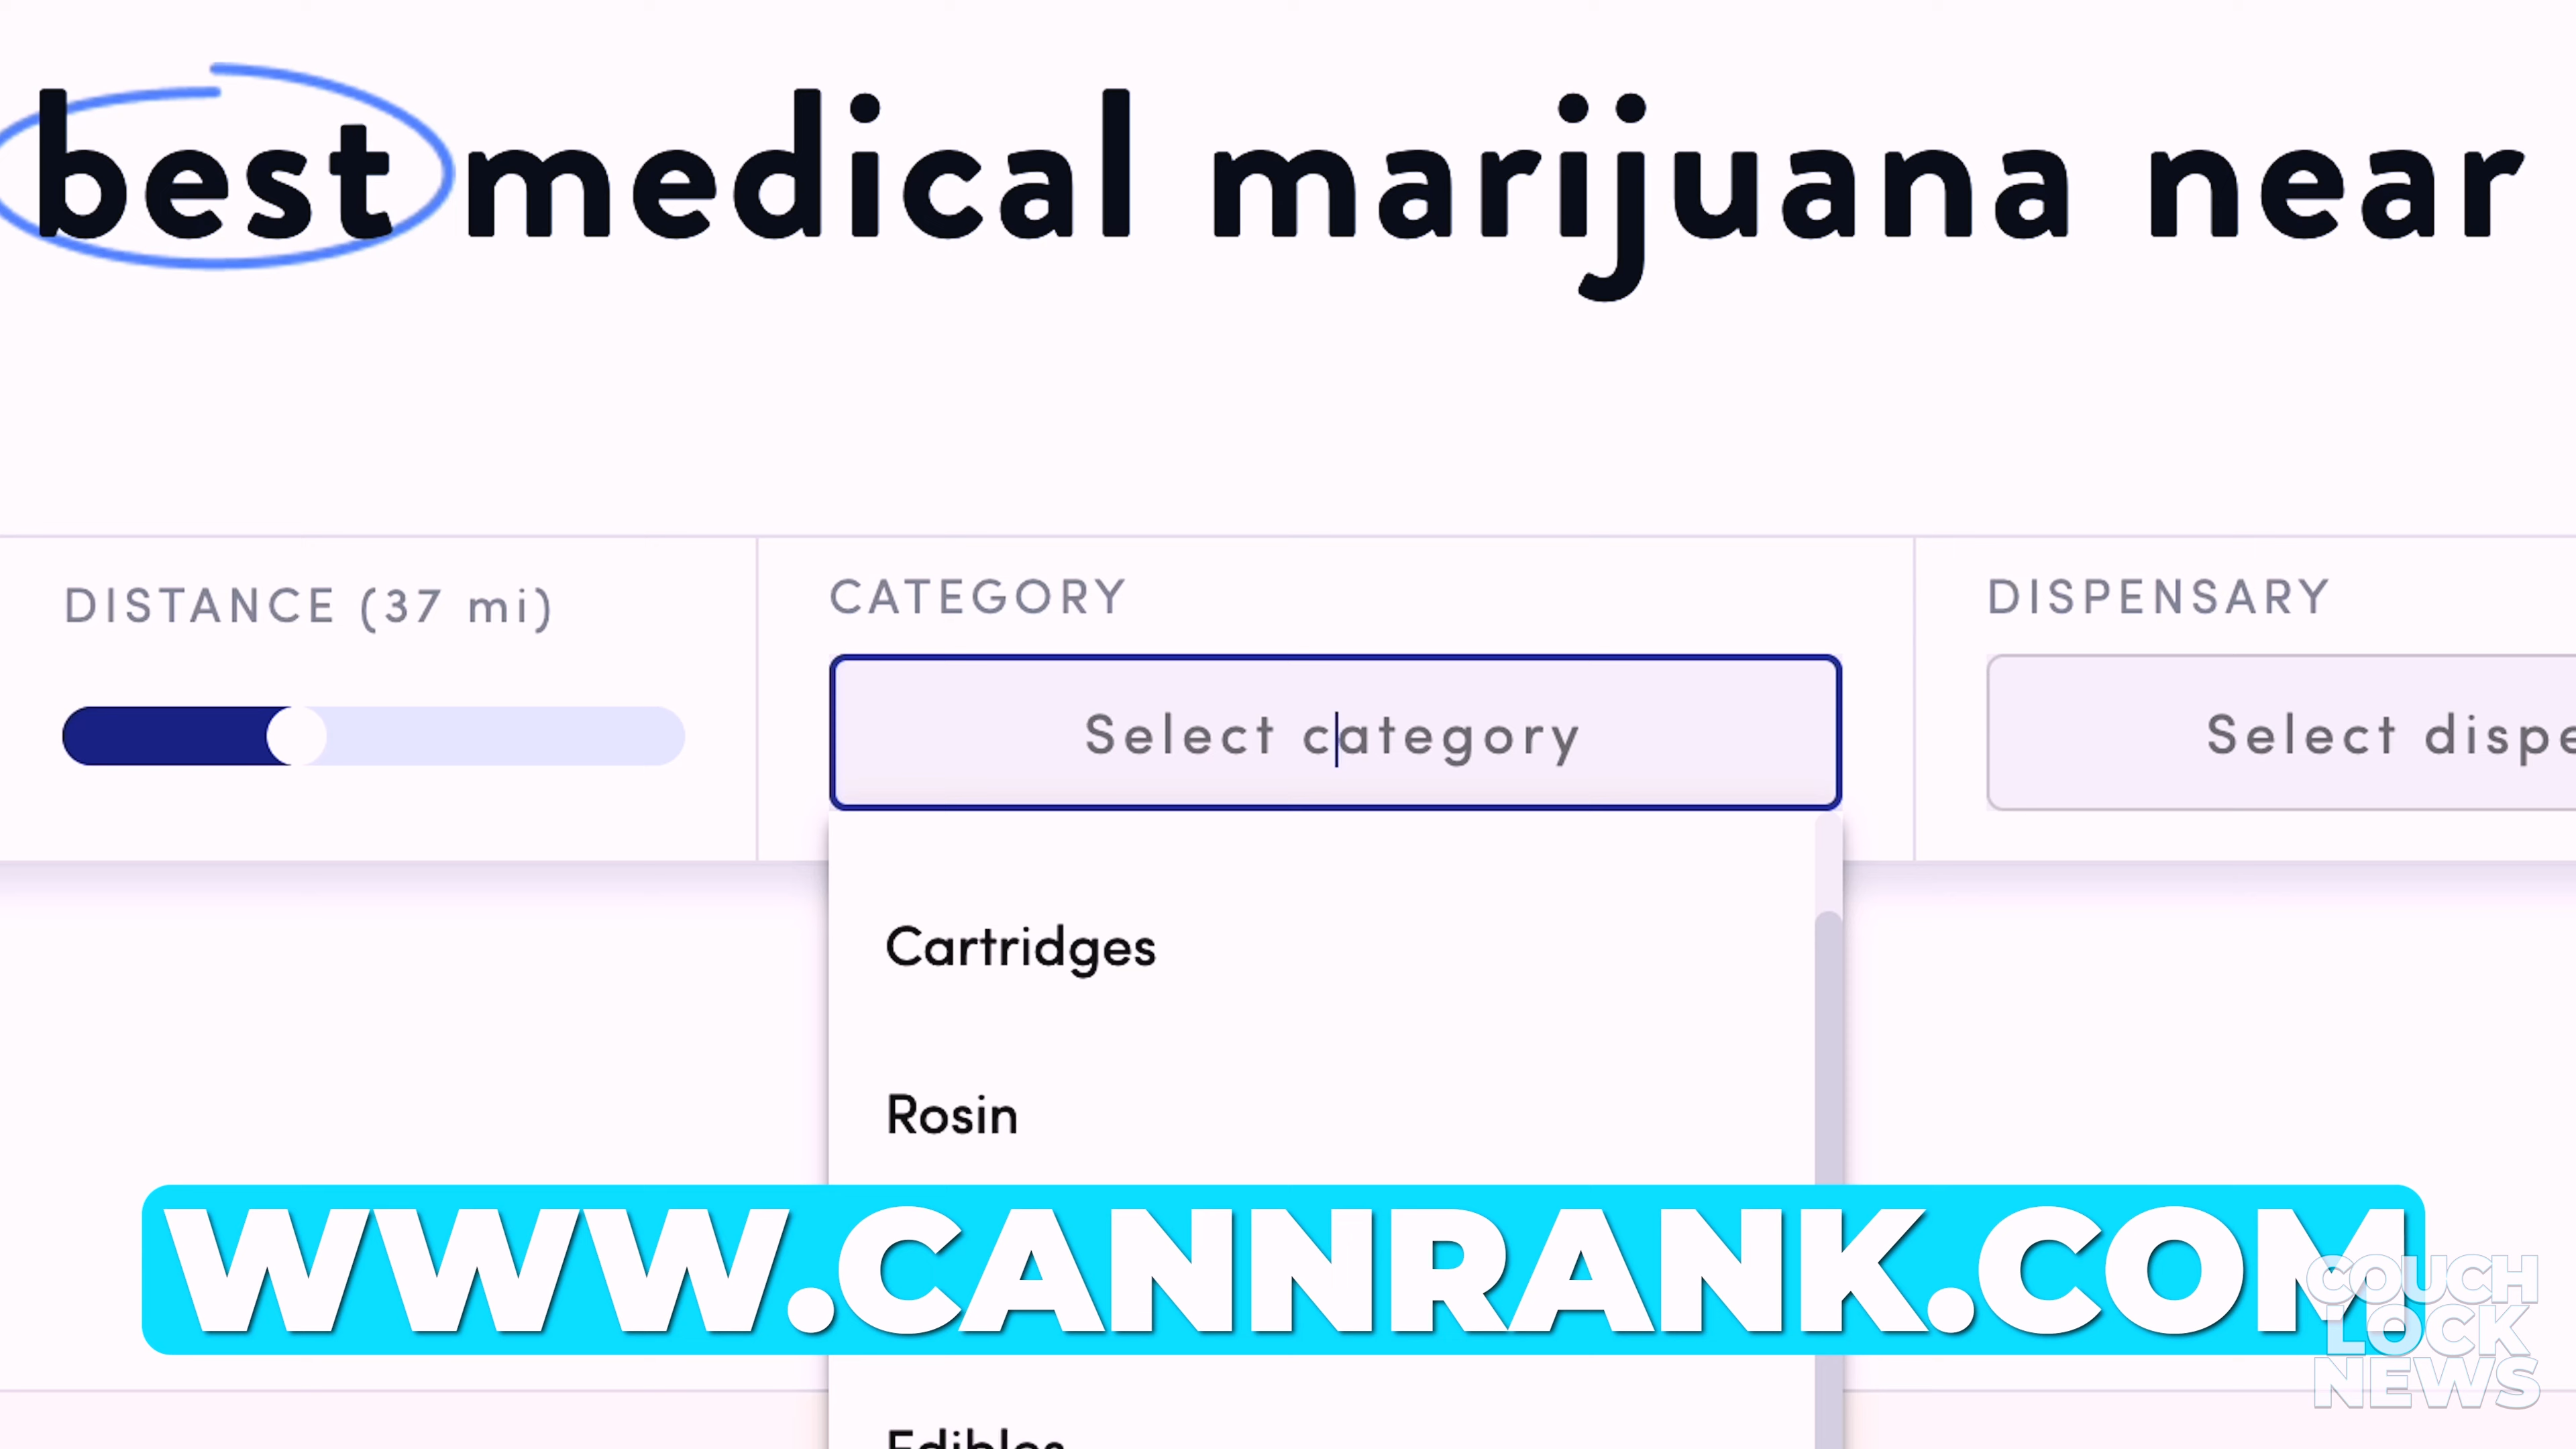 best medical marijuana near
DISTANCE (37 mi)
CATEGORY
DISPENSARY
Select category
Select dispe
Cartridges
Rosin
WWW.CANNRANK.COM
Edibles
COUCH
LOCK
NEWS